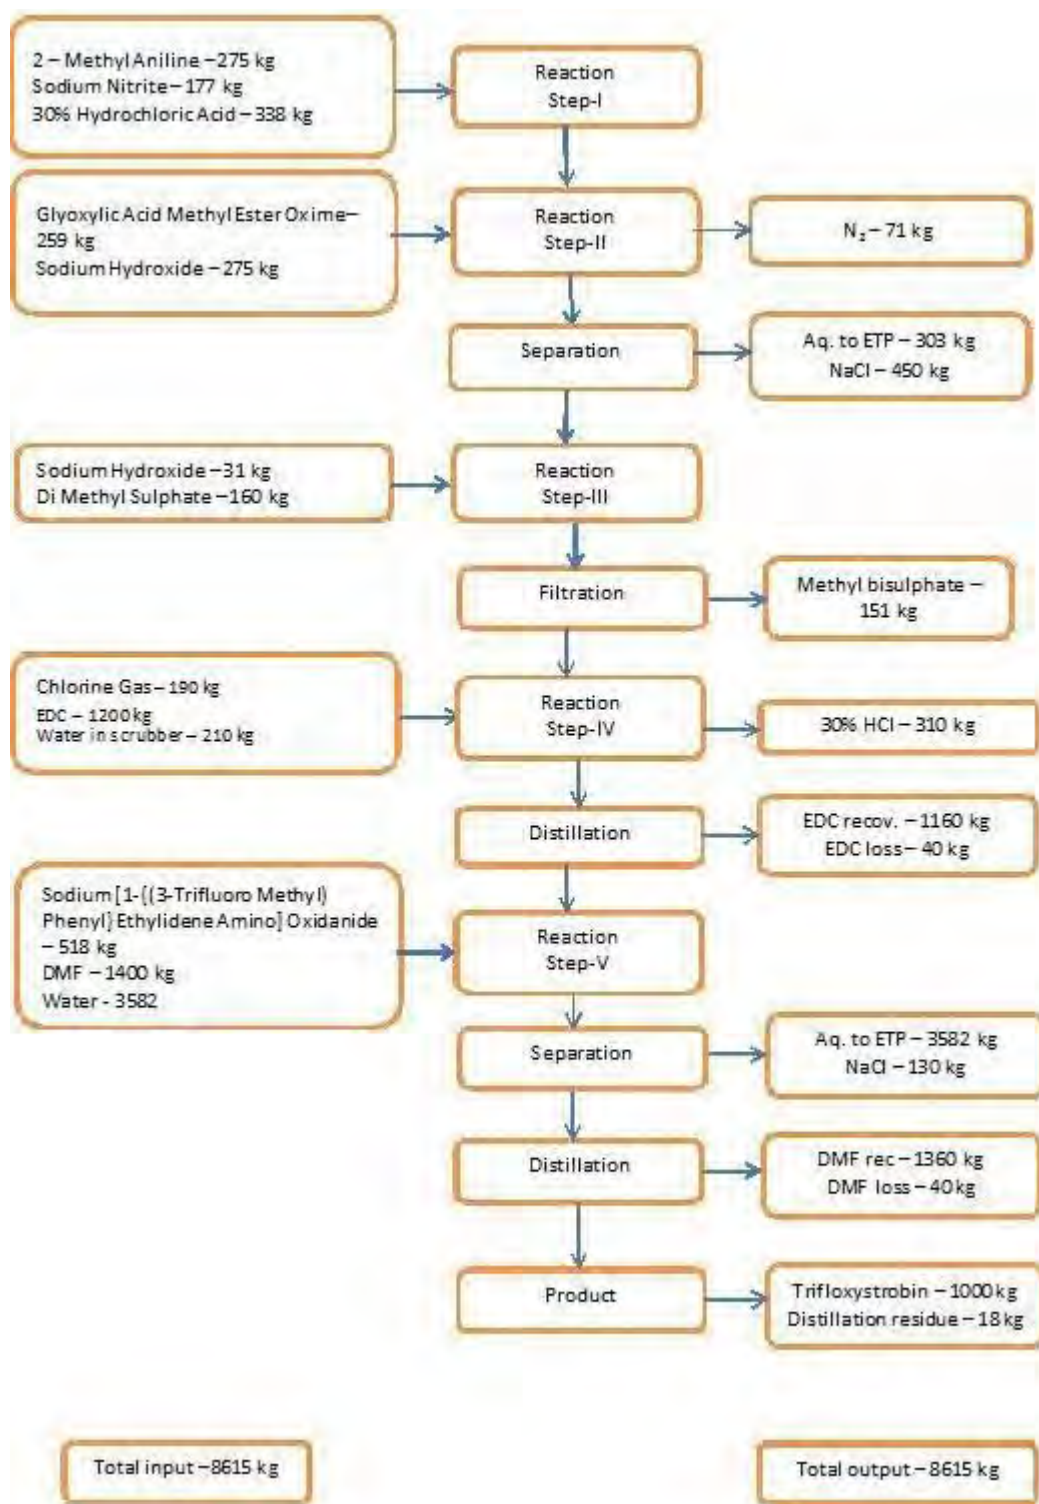 2 – Methyl Aniline – 275 kg
Sodium Nitrite – 177 kg
30% Hydrochloric Acid – 338 kg
Reaction
Step-I
Glyoxylic Acid Methyl Ester Oxime –
259 kg
Sodium Hydroxide – 275 kg
Reaction
Step-II
N₂ – 71 kg
Separation
Aq. to ETP – 303 kg
NaCl – 450 kg
Sodium Hydroxide – 31 kg
Di Methyl Sulphate – 160 kg
Reaction
Step-III
Filtration
Methyl bisulphate –
151 kg
Chlorine Gas – 190 kg
EDC – 1200 kg
Water in scrubber – 210 kg
Reaction
Step-IV
30% HCl – 310 kg
Distillation
EDC recov. – 1160 kg
EDC loss – 40 kg
Sodium [1-{(3-Trifluoro Methyl)
Phenyl} Ethylidene Amino] Oxidanide
– 518 kg
DMF – 1400 kg
Water - 3582
Reaction
Step-V
Separation
Aq. to ETP – 3582 kg
NaCl – 130 kg
Distillation
DMF rec – 1360 kg
DMF loss – 40 kg
Product
Trifloxystrobin – 1000 kg
Distillation residue – 18 kg
Total input – 8615 kg
Total output – 8615 kg